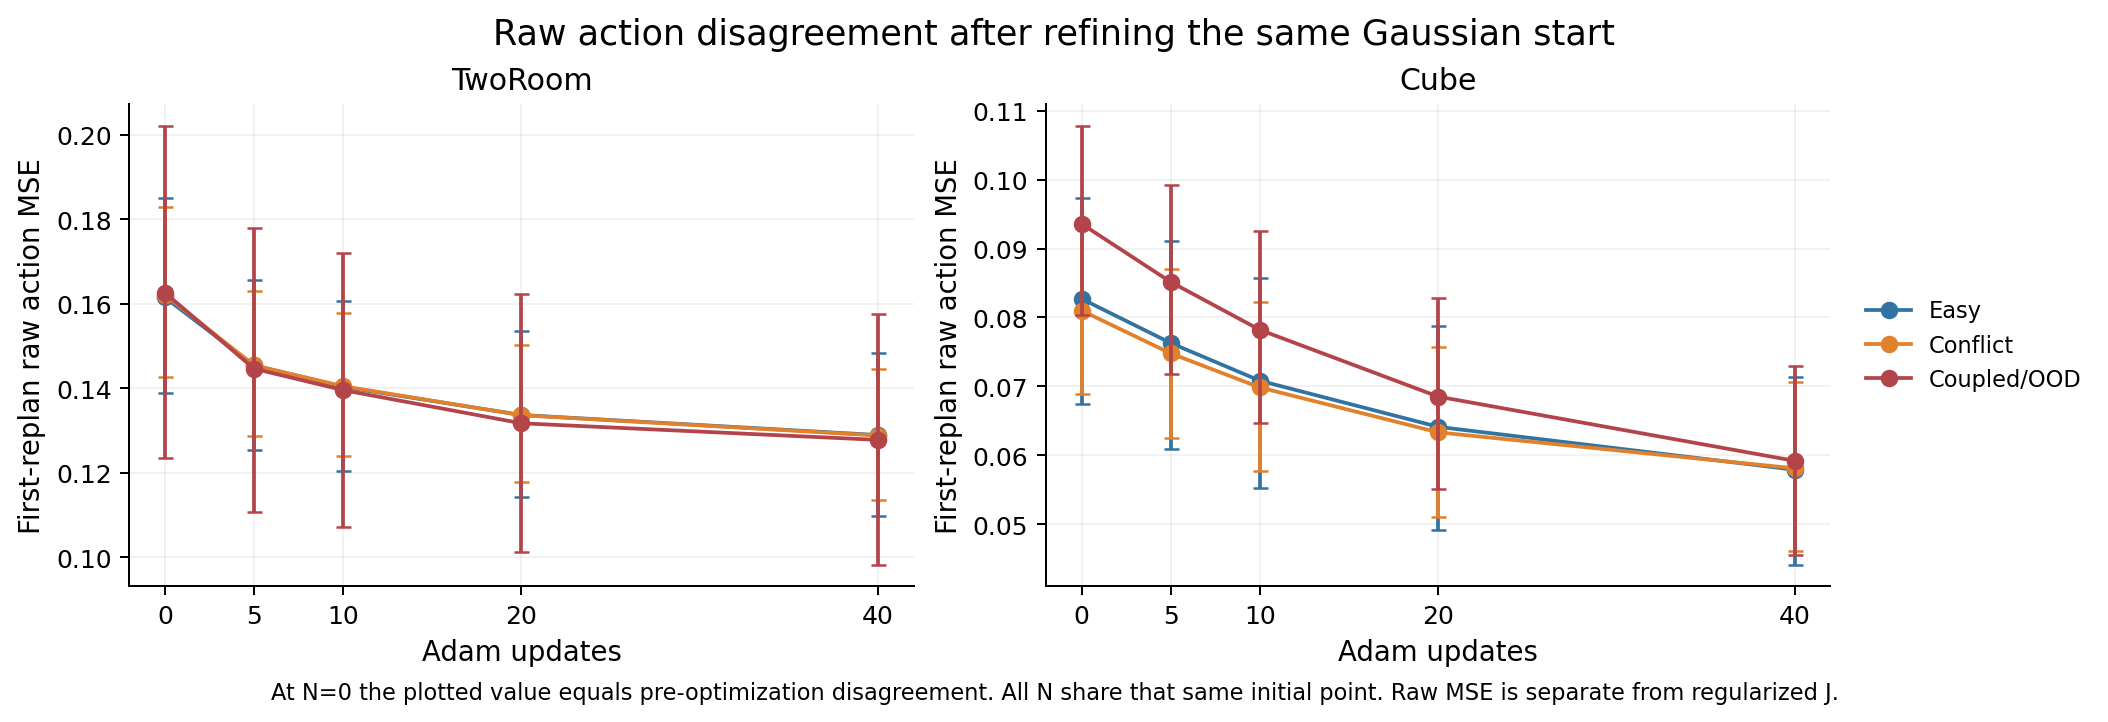 Raw action disagreement after refining the same Gaussian start
TwoRoom
First-replan raw action MSE
0.20
0.18
0.16
0.14
0.12
0.10
0 5 10 20 40
Adam updates
Cube
First-replan raw action MSE
0.11
0.10
0.09
0.08
0.07
0.06
0.05
0 5 10 20 40
Adam updates
Easy
Conflict
Coupled/OOD
At N=0 the plotted value equals pre-optimization disagreement. All N share that same initial point. Raw MSE is separate from regularized J.